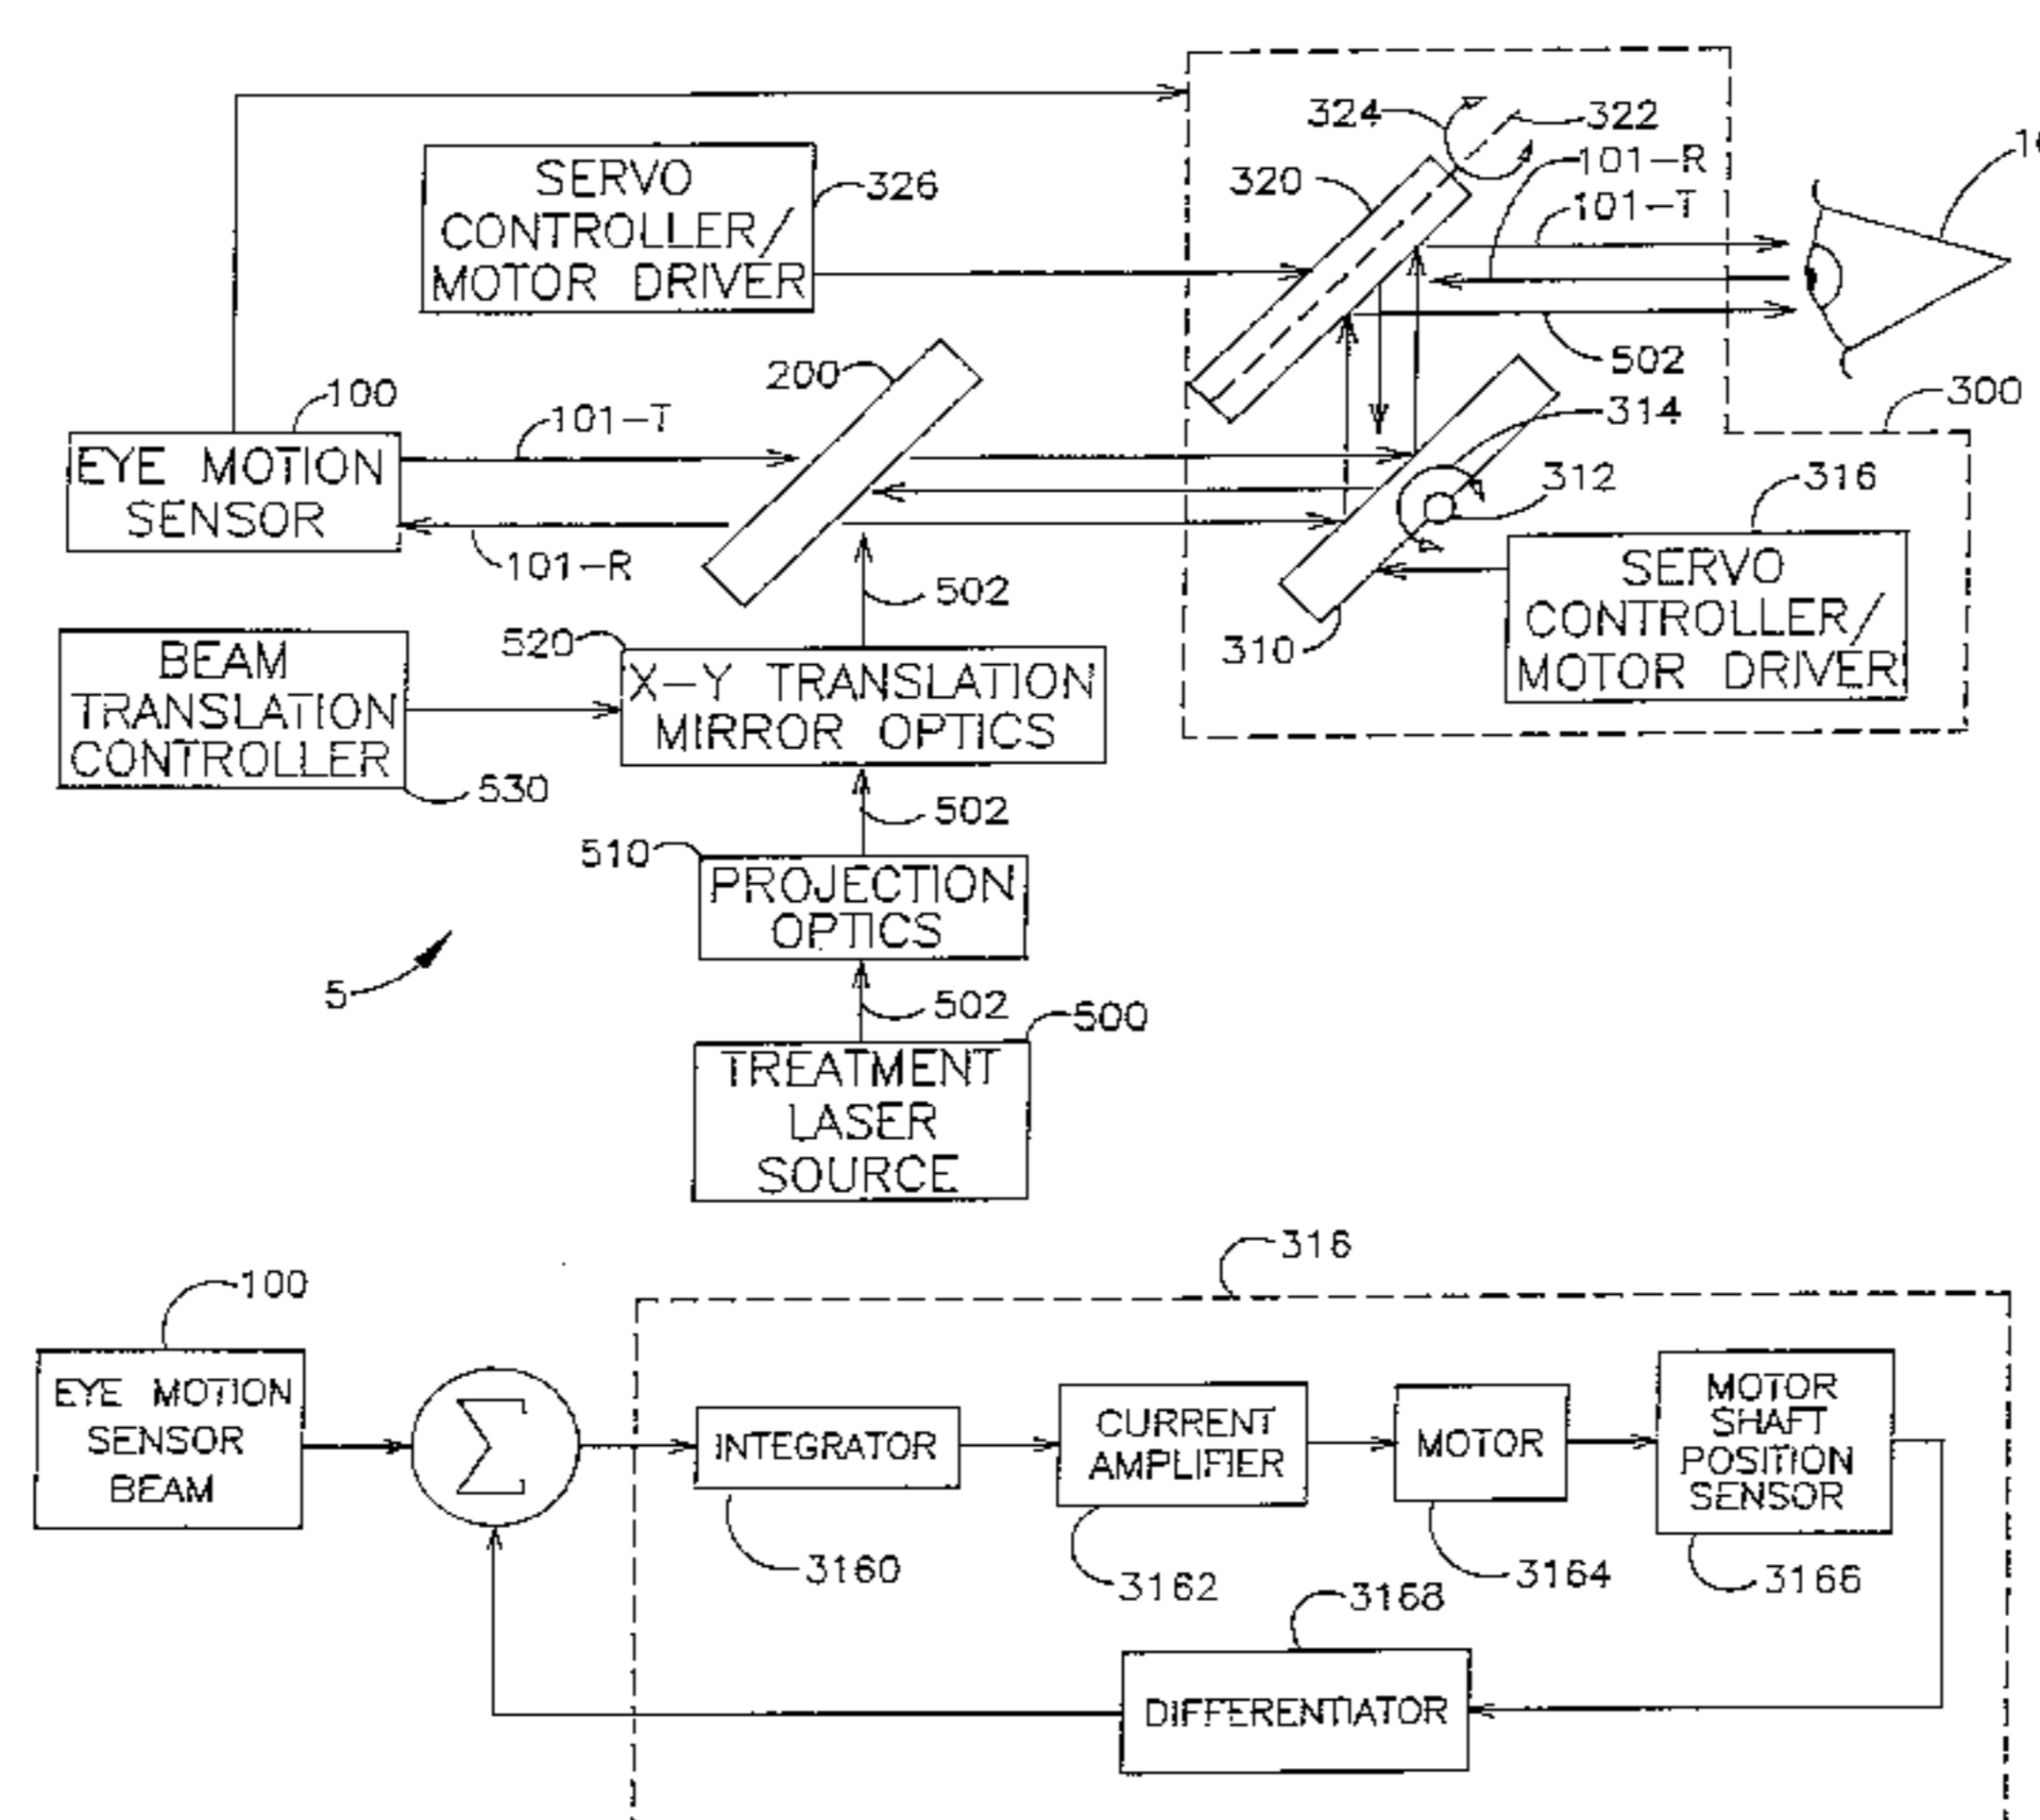 324
322
101-R
101-T
320
SERVO
CONTROLLER/
MOTOR DRIVER
326
502
300
200
314
312
316
100
101-T
EYE MOTION
SENSOR
101-R
SERVO
CONTROLLER/
MOTOR DRIVER
310
502
520
BEAM
TRANSLATION
CONTROLLER
530
X-Y TRANSLATION
MIRROR OPTICS
502
510
PROJECTION
OPTICS
5
502
500
TREATMENT
LASER
SOURCE
316
100
EYE MOTION
SENSOR
BEAM
Σ
INTEGRATOR
CURRENT
AMPLIFIER
MOTOR
MOTOR
SHAFT
POSITION
SENSOR
3160
3162
3164
3166
3168
DIFFERENTIATOR